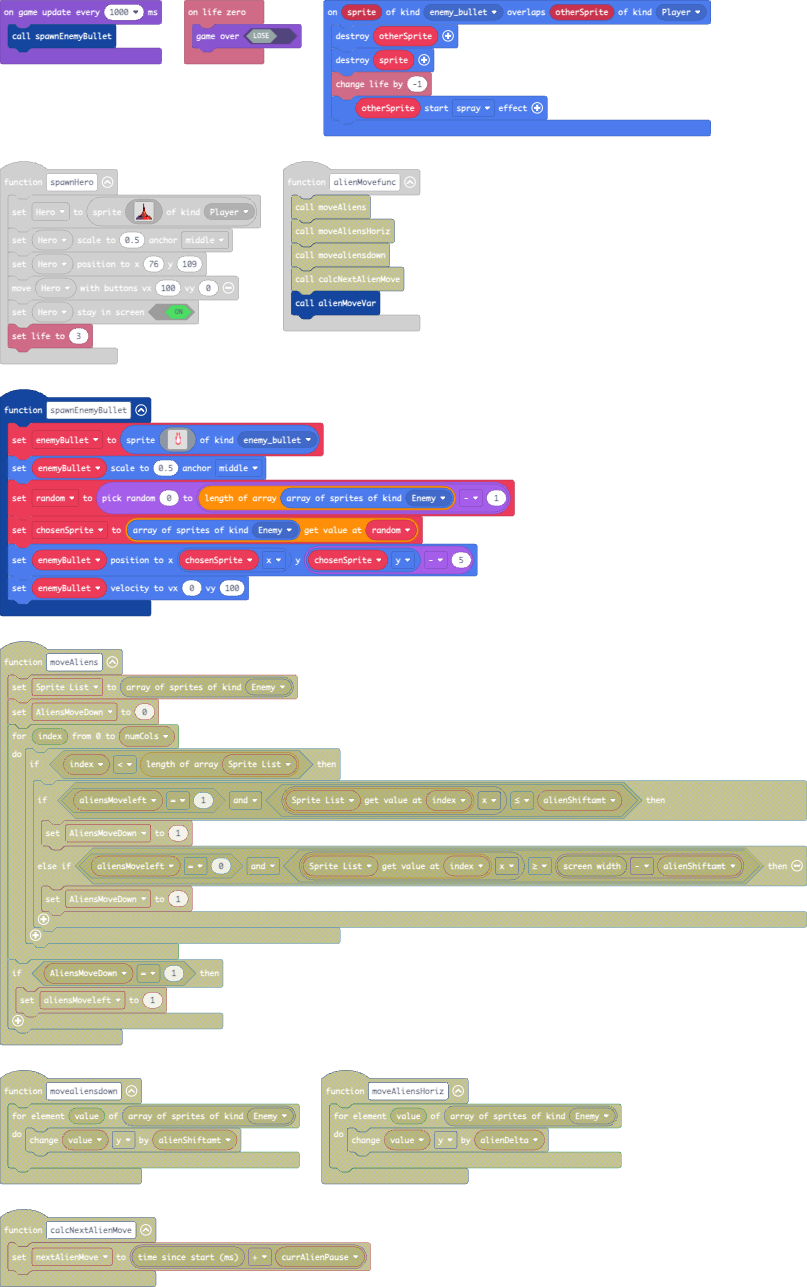 on game update every 1000 ms
call spawnEnemyBullet
on life zero
game over LOSE
on sprite of kind enemy_bullet overlaps otherSprite of kind Player
destroy otherSprite
destroy sprite
change life by -1
otherSprite start spray effect
function spawnHero
set Hero to sprite of kind Player
set Hero scale to 0.5 anchor middle
set Hero position to x 76 y 109
move Hero with buttons vx 100 vy 0
set Hero stay in screen ON
set life to 3
function alienMovefunc
call moveAliens
call moveAliensHoriz
call movealiensdown
call calcNextAlienMove
call alienMoveVar
function spawnEnemyBullet
set enemyBullet to sprite of kind enemy_bullet
set enemyBullet scale to 0.5 anchor middle
set random to pick random 0 to length of array array of sprites of kind Enemy - 1
set chosenSprite to array of sprites of kind Enemy get value at random
set enemyBullet position to x chosenSprite x y chosenSprite y - 5
set enemyBullet velocity to vx 0 vy 100
function moveAliens
set Sprite List to array of sprites of kind Enemy
set AliensMoveDown to 0
for index from 0 to numCols
do
if index < length of array Sprite List then
if aliensMoveleft = 1 and Sprite List get value at index x ≤ alienShiftamt then
set AliensMoveDown to 1
else if aliensMoveleft = 0 and Sprite List get value at index x ≥ screen width - alienShiftamt then
set AliensMoveDown to 1
if AliensMoveDown = 1 then
set aliensMoveleft to 1
function movealiensdown
for element value of array of sprites of kind Enemy
do change value y by alienShiftamt
function moveAliensHoriz
for element value of array of sprites of kind Enemy
do change value y by alienDelta
function calcNextAlienMove
set nextAlienMove to time since start (ms) + currAlienPause